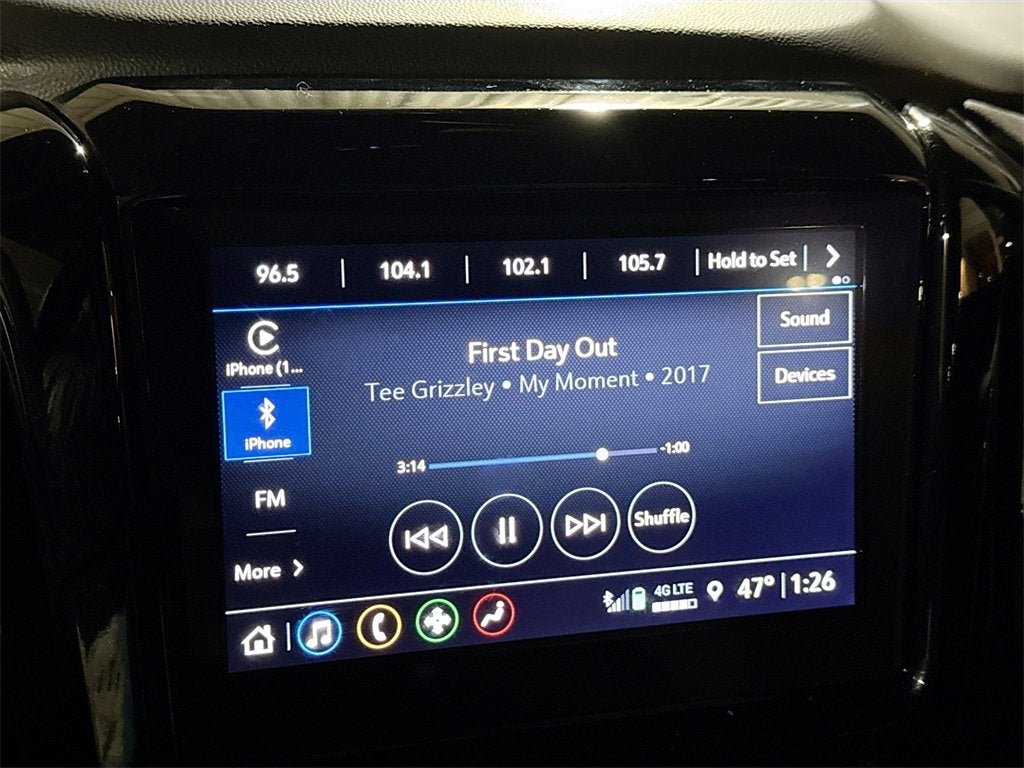 96.5 | 104.1 | 102.1 | 105.7 | Hold to Set |
iPhone (1...
Sound
First Day Out
Tee Grizzley • My Moment • 2017
Devices
iPhone
3:14
-1:00
FM
Shuffle
More
4G LTE
47° | 1:26